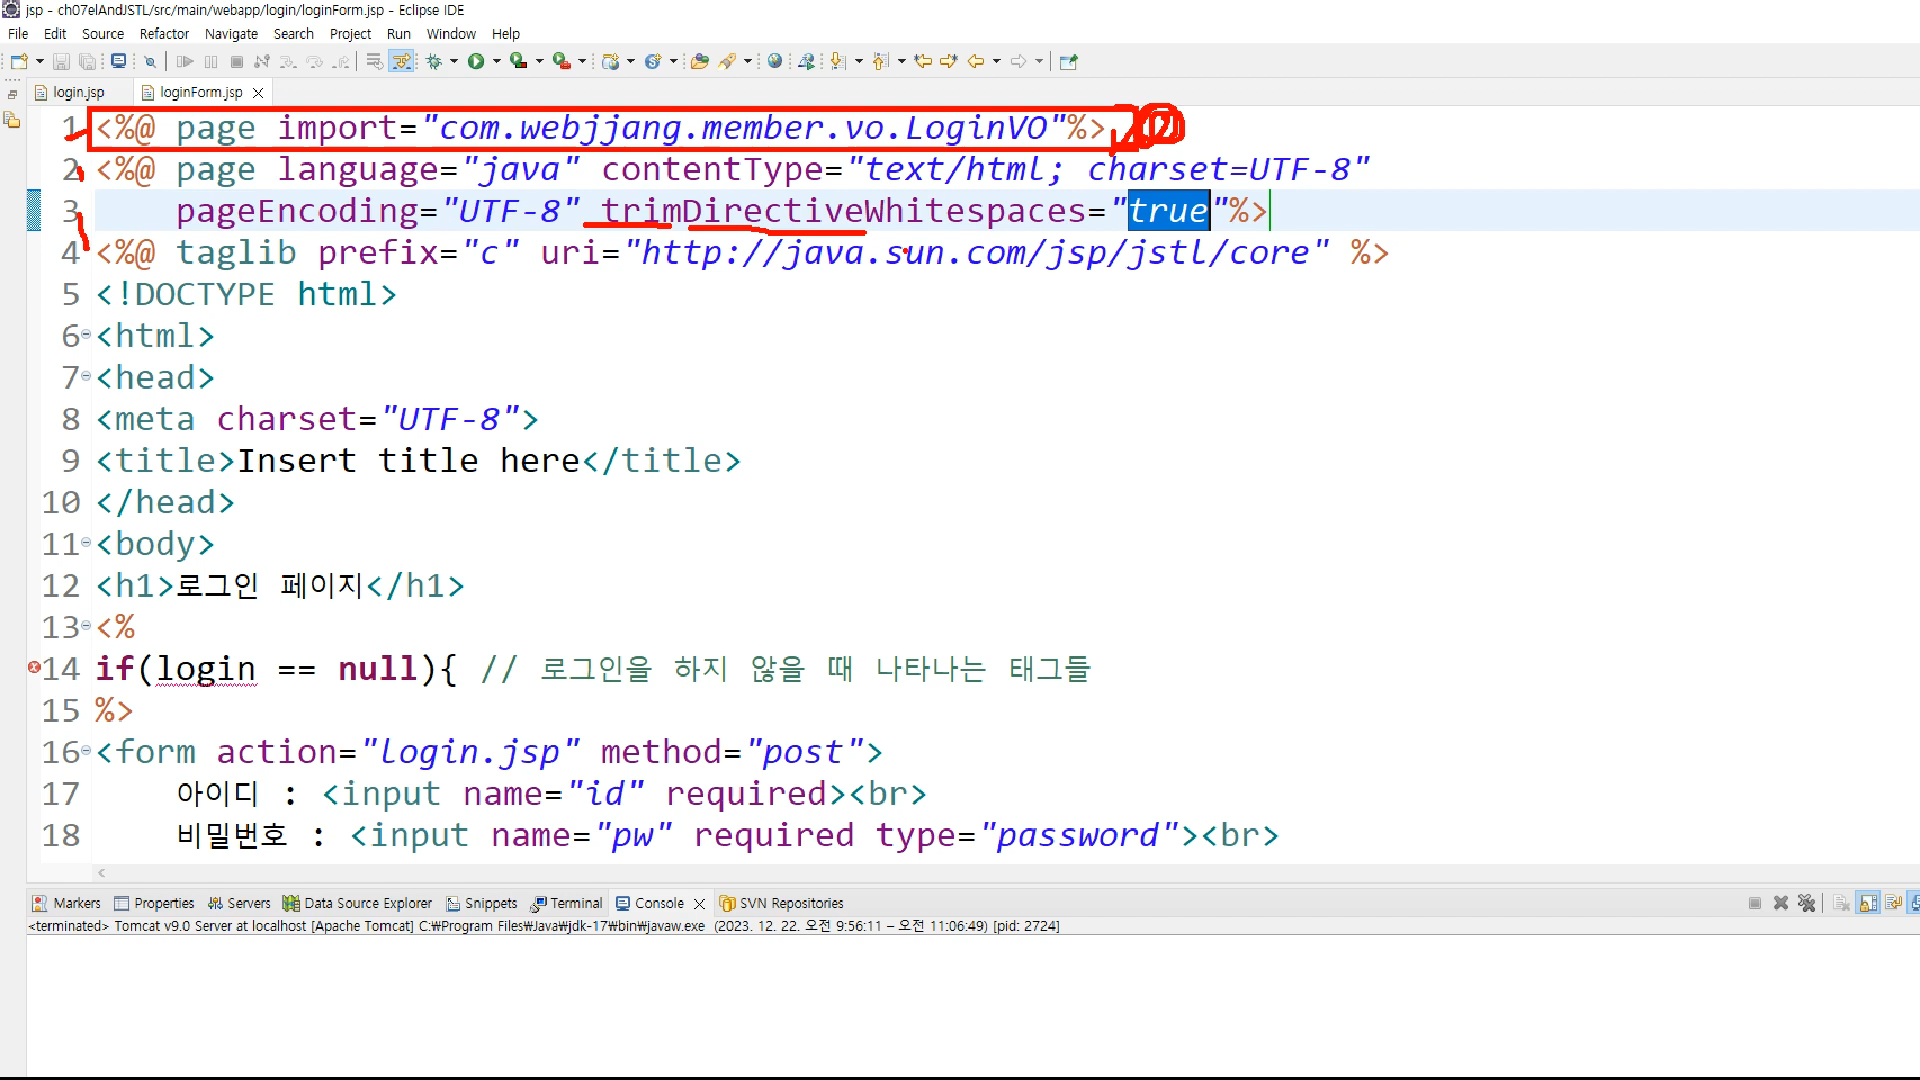 jsp - ch07elAndJSTL/src/main/webapp/login/loginForm.jsp - Eclipse IDE
File Edit Source Refactor Navigate Search Project Run Window Help
login.jsp loginForm.jsp
1 <%@ page import="com.webjjang.member.vo.LoginVO"%>
2 <%@ page language="java" contentType="text/html; charset=UTF-8"
3 pageEncoding="UTF-8" trimDirectiveWhitespaces="true"%>
4 <%@ taglib prefix="c" uri="http://java.sun.com/jsp/jstl/core" %>
5 <!DOCTYPE html>
6 <html>
7 <head>
8 <meta charset="UTF-8">
9 <title>Insert title here</title>
10 </head>
11 <body>
12 <h1>로그인 페이지</h1>
13 <%
14 if(login == null){ // 로그인을 하지 않을 때 나타나는 태그들
15 %>
16 <form action="login.jsp" method="post">
17 아이디 : <input name="id" required><br>
18 비밀번호 : <input name="pw" required type="password"><br>
Markers Properties Servers Data Source Explorer Snippets Terminal Console SVN Repositories
<terminated> Tomcat v9.0 Server at localhost [Apache Tomcat] C:₩Program Files₩Java₩jdk-17₩bin₩javaw.exe (2023. 12. 22. 오전 9:56:11 – 오전 11:06:49) [pid: 2724]